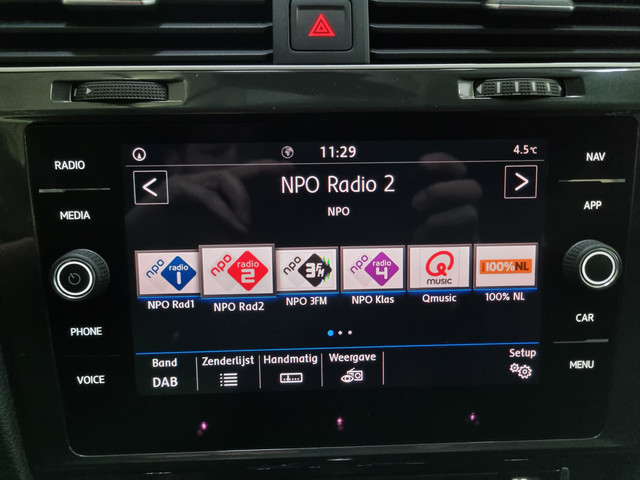 RADIO
MEDIA
PHONE
VOICE
11:29
4.5°C
< NPO Radio 2 >
NPO
npo radio 1
npo radio 2
npo 3FM
npo radio 4
Q MUSIC
100%NL
NPO Rad1
NPO Rad2
NPO 3FM
NPO Klas
Qmusic
100% NL
Band
DAB
Zenderlijst
Handmatig
Weergave
Setup
NAV
APP
CAR
MENU